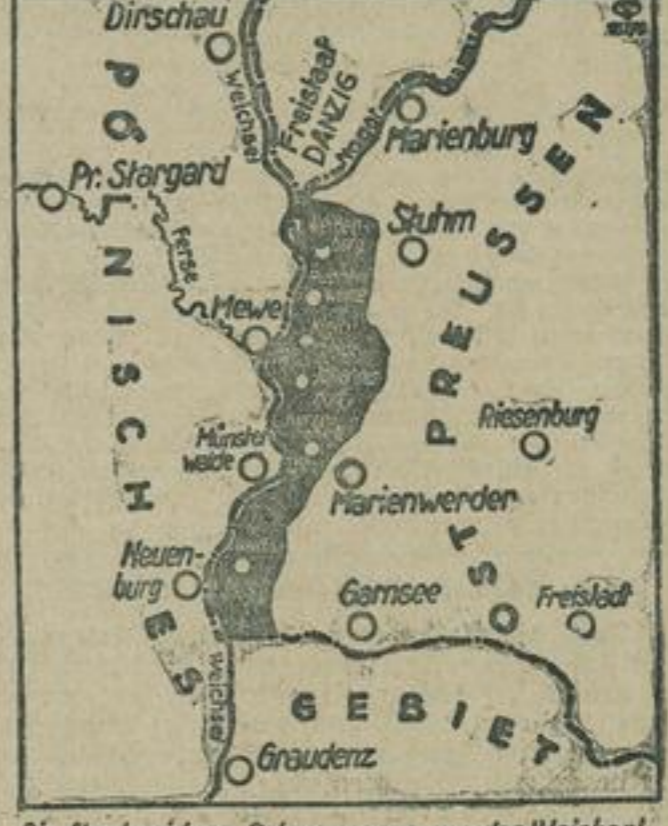 Dirschau
Weichsel
Freistaat
DANZIG
Nogat
Marienburg
Pr. Stargard
Ferse
Stuhm
Mewe
PREUSSEN
Riesenburg
Münster
walde
Marienwerder
POLNISCHES
OST
Neuen-
burg
Garnsee
Freistadt
Weichsel
GEBIET
Graudenz